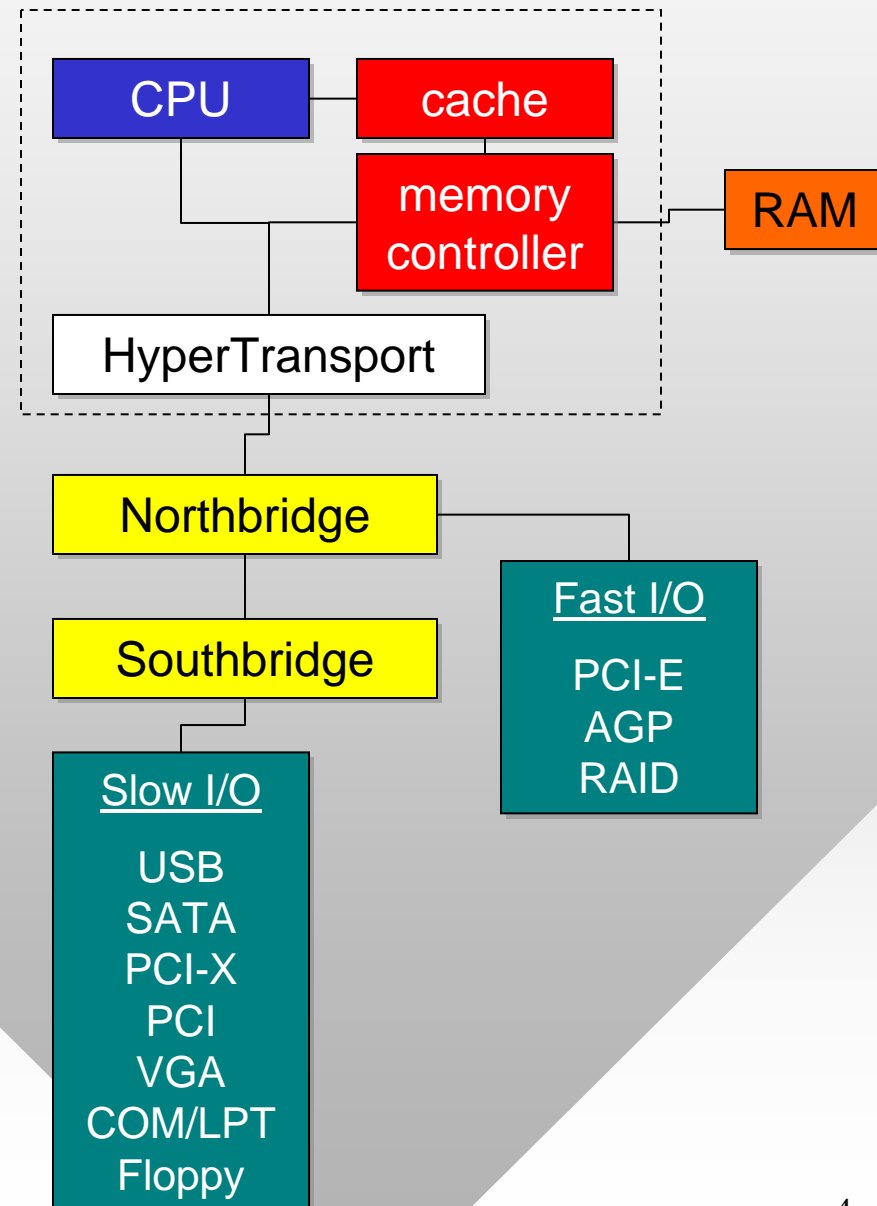 CPU
cache
memory
controller
RAM
HyperTransport
Northbridge
Southbridge
Fast I/O
PCI-E
AGP
RAID
Slow I/O
USB
SATA
PCI-X
PCI
VGA
COM/LPT
Floppy